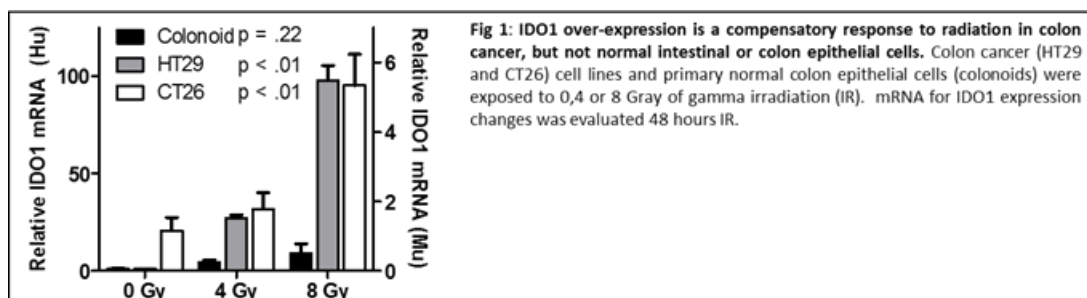 Relative IDO1 mRNA (Hu)
100
50
0
Colonoid p = .22
HT29 p < .01
CT26 p < .01
6
4
2
0
Relative IDO1 mRNA (Mu)
0 Gy 4 Gy 8 Gy
Fig 1: IDO1 over-expression is a compensatory response to radiation in colon
cancer, but not normal intestinal or colon epithelial cells. Colon cancer (HT29
and CT26) cell lines and primary normal colon epithelial cells (colonoids) were
exposed to 0,4 or 8 Gray of gamma irradiation (IR). mRNA for IDO1 expression
changes was evaluated 48 hours IR.